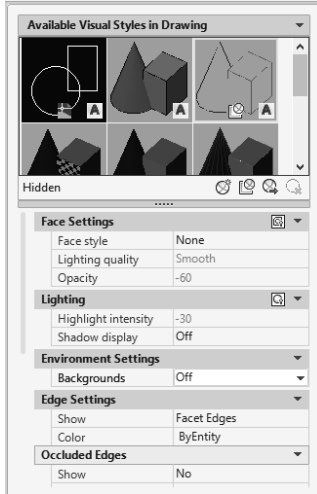 Available Visual Styles in Drawing
A A
A
Hidden
Face Settings
Face style None
Lighting quality Smooth
Opacity -60
Lighting
Highlight intensity -30
Shadow display Off
Environment Settings
Backgrounds Off
Edge Settings
Show Facet Edges
Color ByEntity
Occluded Edges
Show No